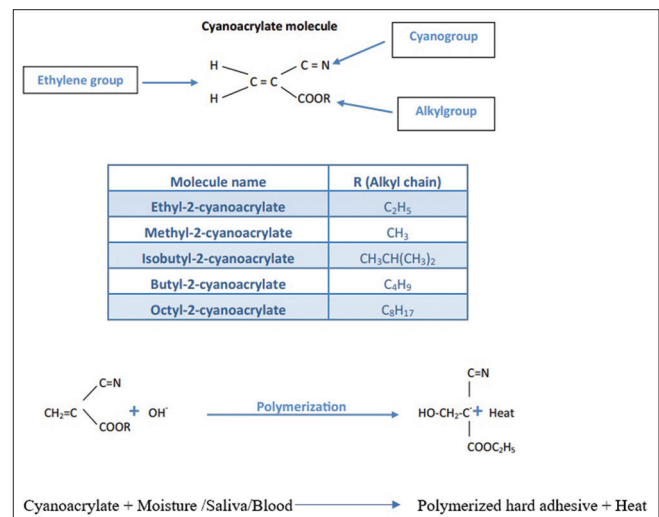 Cyanoacrylate molecule
Cyanogroup
H
C = N
Ethylene group
C = C
H
COOR
Alkylgroup
Molecule name R (Alkyl chain)
Ethyl-2-cyanoacrylate C₂H₅
Methyl-2-cyanoacrylate CH₃
Isobutyl-2-cyanoacrylate CH₃CH(CH₃)₂
Butyl-2-cyanoacrylate C₄H₉
Octyl-2-cyanoacrylate C₈H₁₇
C=N
C=N
CH₂=C + OH⁻ Polymerization HO-CH₂-C⁻ + Heat
COOR
COOC₂H₅
Cyanoacrylate + Moisture /Saliva/Blood Polymerized hard adhesive + Heat